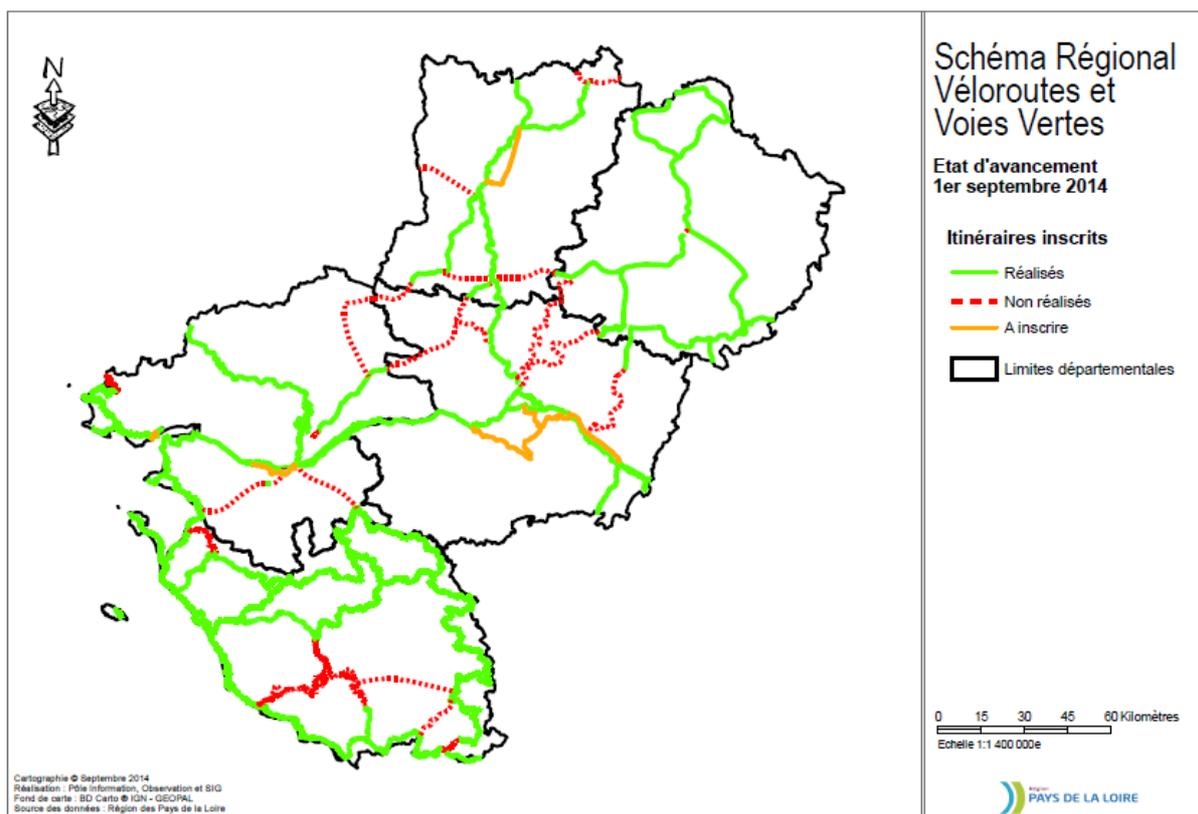 N
Schéma Régional
Véloroutes et
Voies Vertes
Etat d'avancement
1er septembre 2014
Itinéraires inscrits
Réalisés
Non réalisés
A inscrire
Limites départementales
0 15 30 45 60 Kilomètres
Echelle 1:1 400 000e
Cartographie © Septembre 2014
Réalisation : Pôle Information, Observation et SIG
Fond de carte : BD Carto ® IGN - GEOPAL
Source des données : Région des Pays de la Loire
Région
PAYS DE LA LOIRE